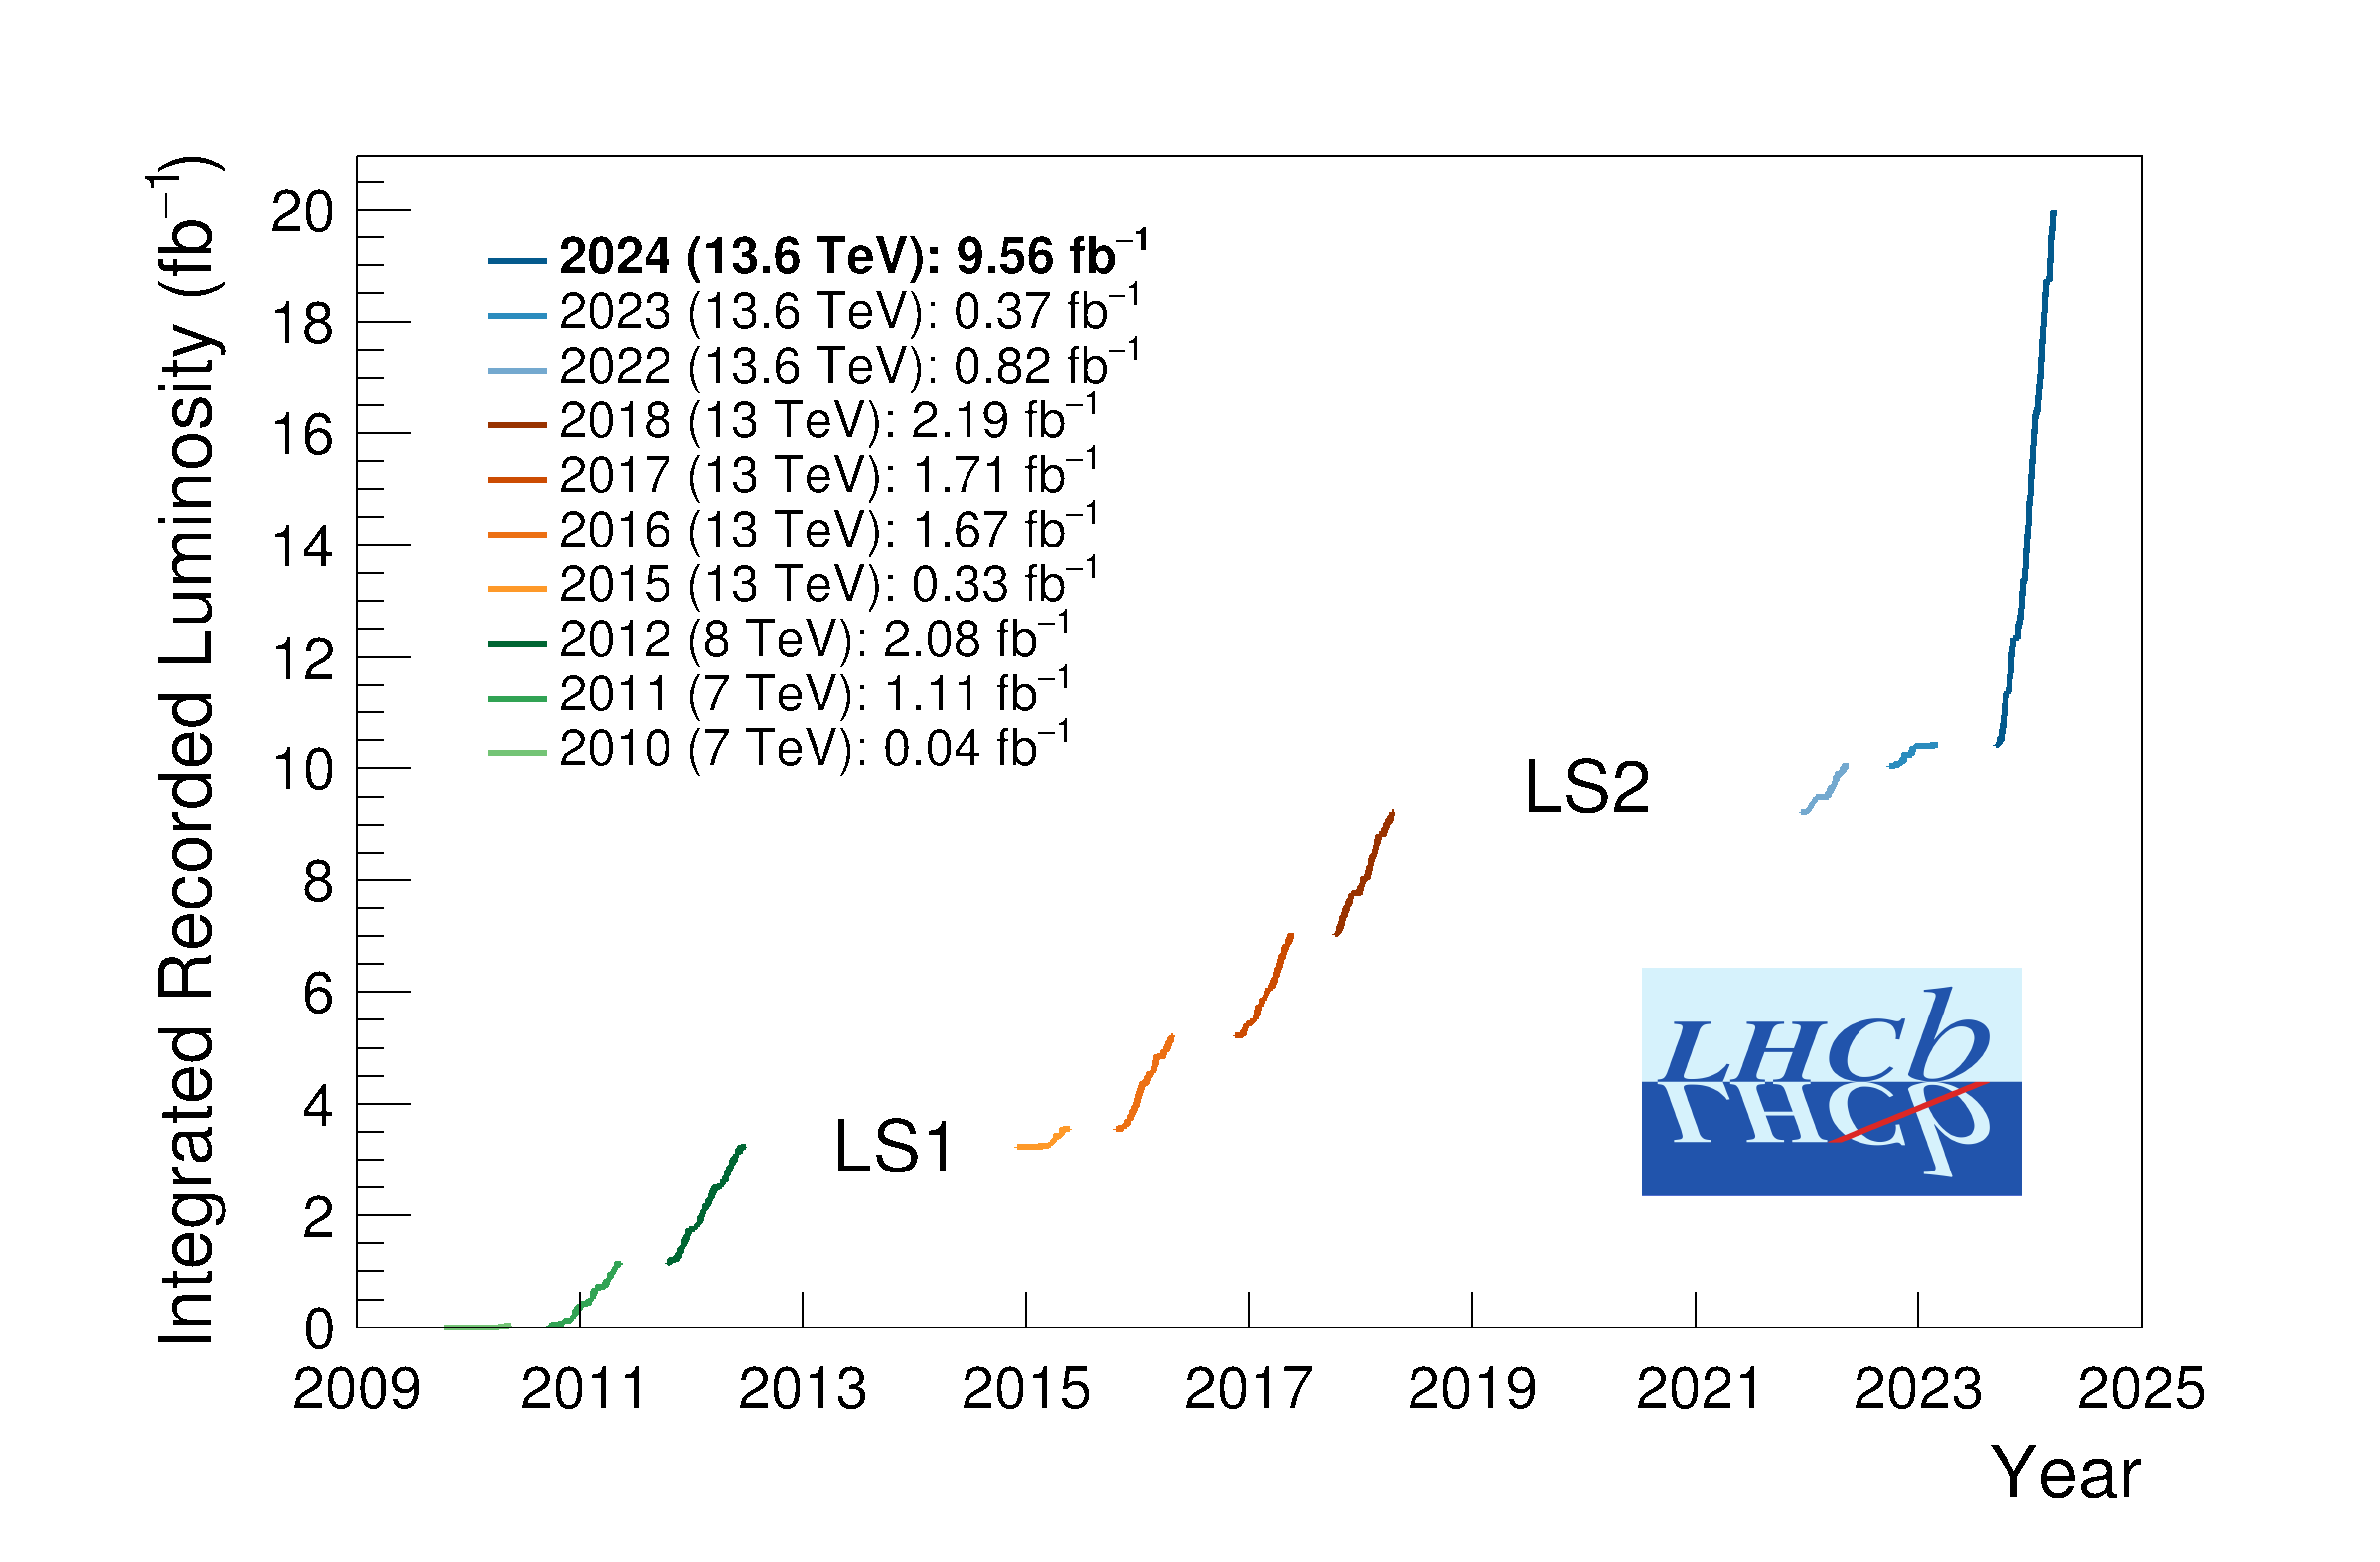 Integrated Recorded Luminosity (fb⁻¹)
20
18
16
14
12
10
8
6
4
2
0
2024 (13.6 TeV): 9.56 fb⁻¹
2023 (13.6 TeV): 0.37 fb⁻¹
2022 (13.6 TeV): 0.82 fb⁻¹
2018 (13 TeV): 2.19 fb⁻¹
2017 (13 TeV): 1.71 fb⁻¹
2016 (13 TeV): 1.67 fb⁻¹
2015 (13 TeV): 0.33 fb⁻¹
2012 (8 TeV): 2.08 fb⁻¹
2011 (7 TeV): 1.11 fb⁻¹
2010 (7 TeV): 0.04 fb⁻¹
LS2
LS1
LHCb
LHCb
2009 2011 2013 2015 2017 2019 2021 2023 2025
Year